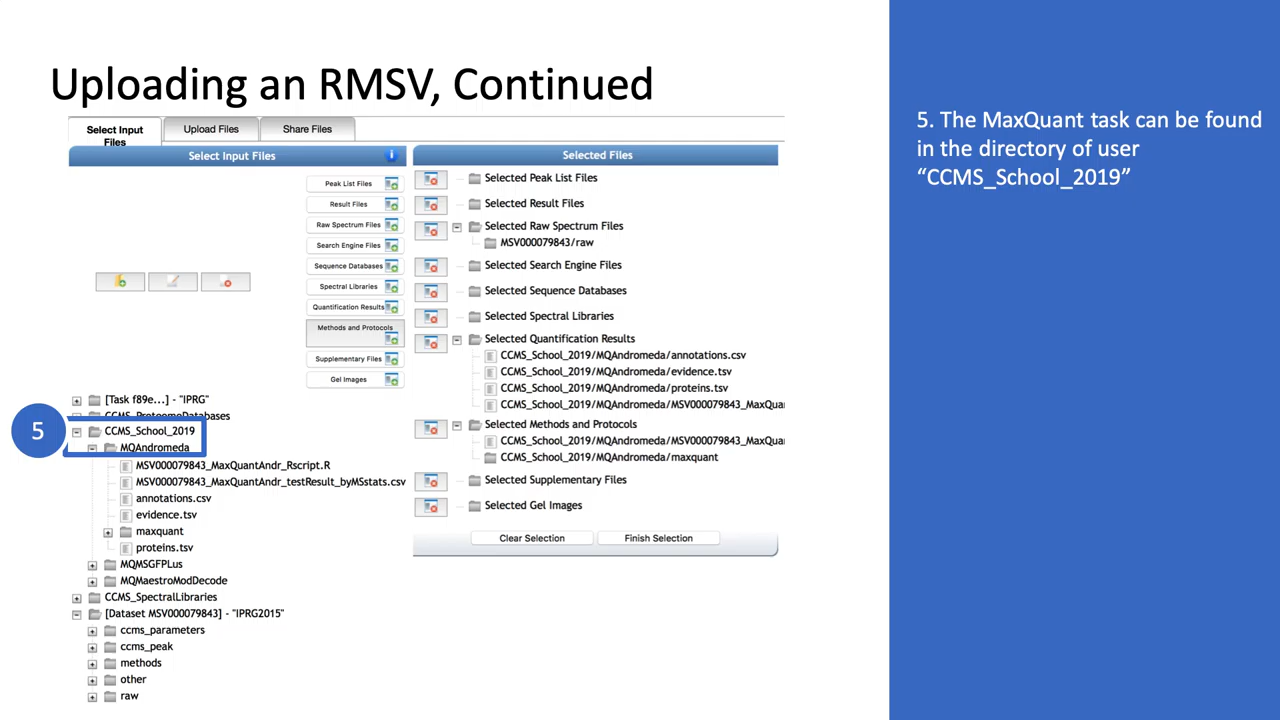 Uploading an RMSV, Continued
Select Input Files
Upload Files
Share Files
Select Input Files
Peak List Files
Result Files
Raw Spectrum Files
Search Engine Files
Sequence Databases
Spectral Libraries
Quantification Results
Methods and Protocols
Supplementary Files
Gel Images
[Task f89e...] - "IPRG"
CCMS_ProteomeDatabases
5
CCMS_School_2019
MQAndromeda
MSV000079843_MaxQuantAndr_Rscript.R
MSV000079843_MaxQuantAndr_testResult_byMSstats.csv
annotations.csv
evidence.tsv
maxquant
proteins.tsv
MQMSGFPLus
MQMaestroModDecode
CCMS_SpectralLibraries
[Dataset MSV000079843] - "IPRG2015"
ccms_parameters
ccms_peak
methods
other
raw
Selected Files
Selected Peak List Files
Selected Result Files
Selected Raw Spectrum Files
MSV000079843/raw
Selected Search Engine Files
Selected Sequence Databases
Selected Spectral Libraries
Selected Quantification Results
CCMS_School_2019/MQAndromeda/annotations.csv
CCMS_School_2019/MQAndromeda/evidence.tsv
CCMS_School_2019/MQAndromeda/proteins.tsv
CCMS_School_2019/MQAndromeda/MSV000079843_MaxQua
Selected Methods and Protocols
CCMS_School_2019/MQAndromeda/MSV000079843_MaxQua
CCMS_School_2019/MQAndromeda/maxquant
Selected Supplementary Files
Selected Gel Images
Clear Selection
Finish Selection
5. The MaxQuant task can be found
in the directory of user
“CCMS_School_2019”